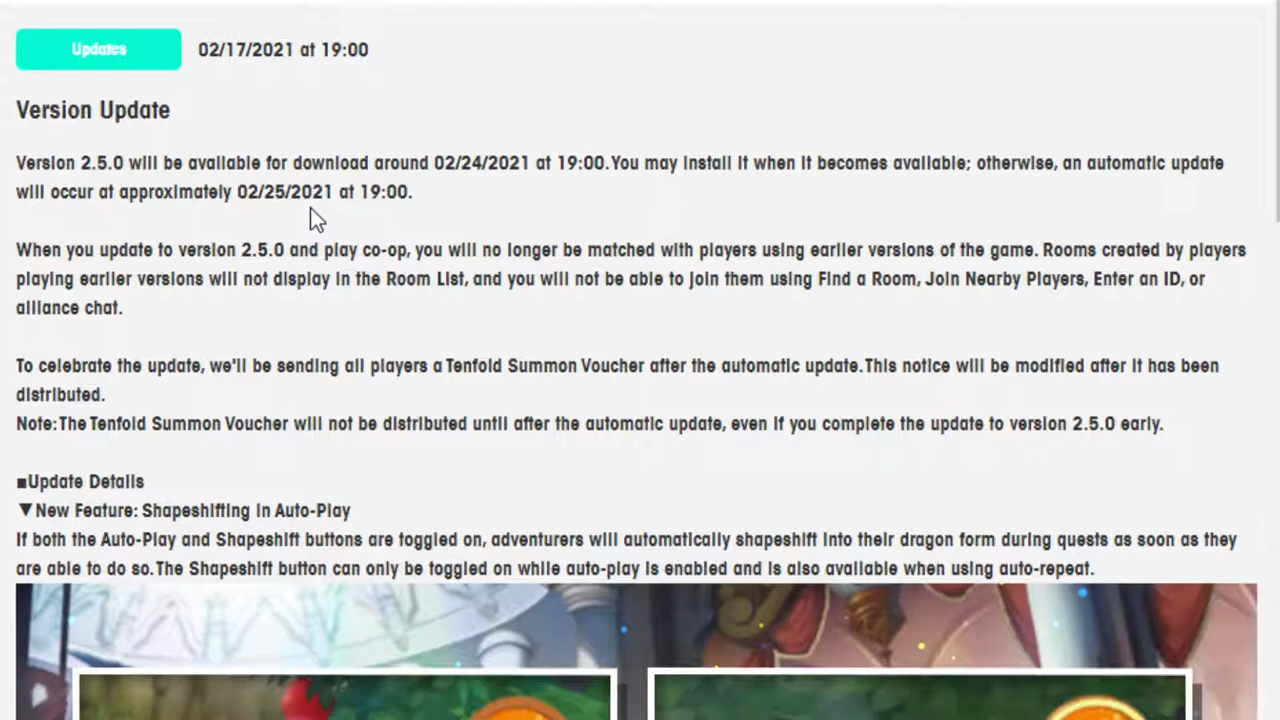 Updates 02/17/2021 at 19:00
Version Update
Version 2.5.0 will be available for download around 02/24/2021 at 19:00.You may install it when it becomes available; otherwise, an automatic update
will occur at approximately 02/25/2021 at 19:00.
When you update to version 2.5.0 and play co-op, you will no longer be matched with players using earlier versions of the game. Rooms created by players
playing earlier versions will not display in the Room List, and you will not be able to join them using Find a Room, Join Nearby Players, Enter an ID, or
alliance chat.
To celebrate the update, we'll be sending all players a Tenfold Summon Voucher after the automatic update.This notice will be modified after it has been
distributed.
Note:The Tenfold Summon Voucher will not be distributed until after the automatic update, even if you complete the update to version 2.5.0 early.
■Update Details
▼New Feature: Shapeshifting in Auto-Play
If both the Auto-Play and Shapeshift buttons are toggled on, adventurers will automatically shapeshift into their dragon form during quests as soon as they
are able to do so.The Shapeshift button can only be toggled on while auto-play is enabled and is also available when using auto-repeat.